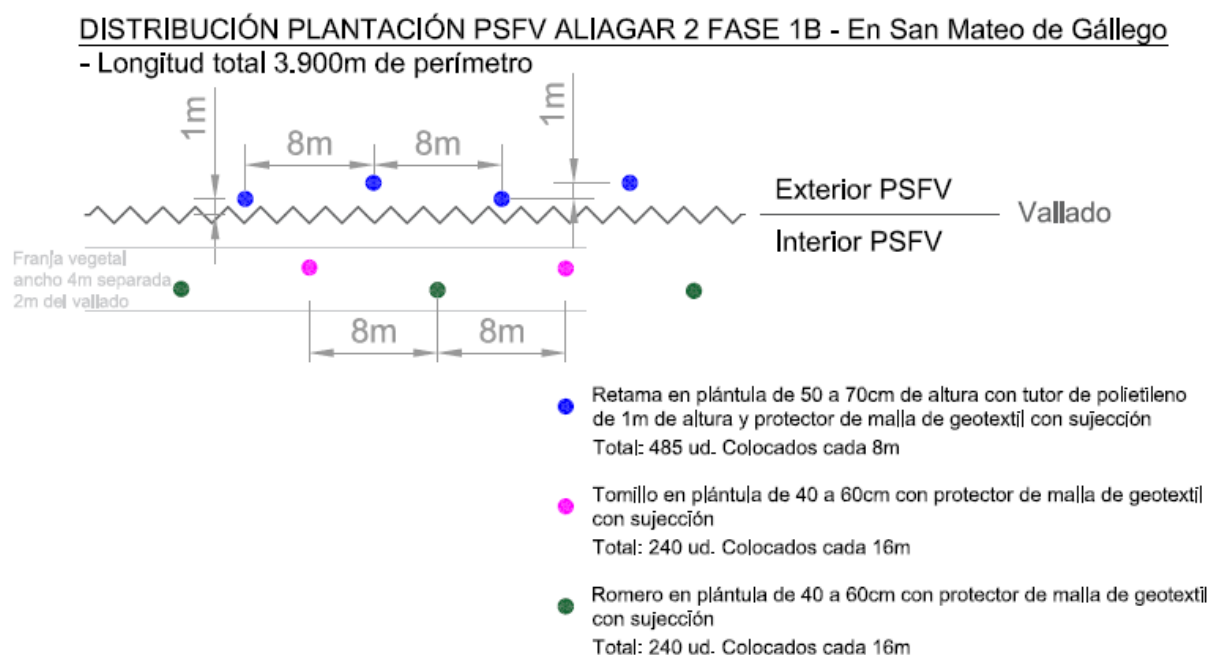 DISTRIBUCIÓN PLANTACIÓN PSFV ALIAGAR 2 FASE 1B - En San Mateo de Gállego
- Longitud total 3.900m de perímetro
1m
1m
8m
8m
Exterior PSFV
Vallado
Interior PSFV
Franja vegetal
ancho 4m separada
2m del vallado
8m
8m
Retama en plántula de 50 a 70cm de altura con tutor de polietileno
de 1m de altura y protector de malla de geotextil con sujección
Total: 485 ud. Colocados cada 8m
Tomillo en plántula de 40 a 60cm con protector de malla de geotextil
con sujección
Total: 240 ud. Colocados cada 16m
Romero en plántula de 40 a 60cm con protector de malla de geotextil
con sujección
Total: 240 ud. Colocados cada 16m